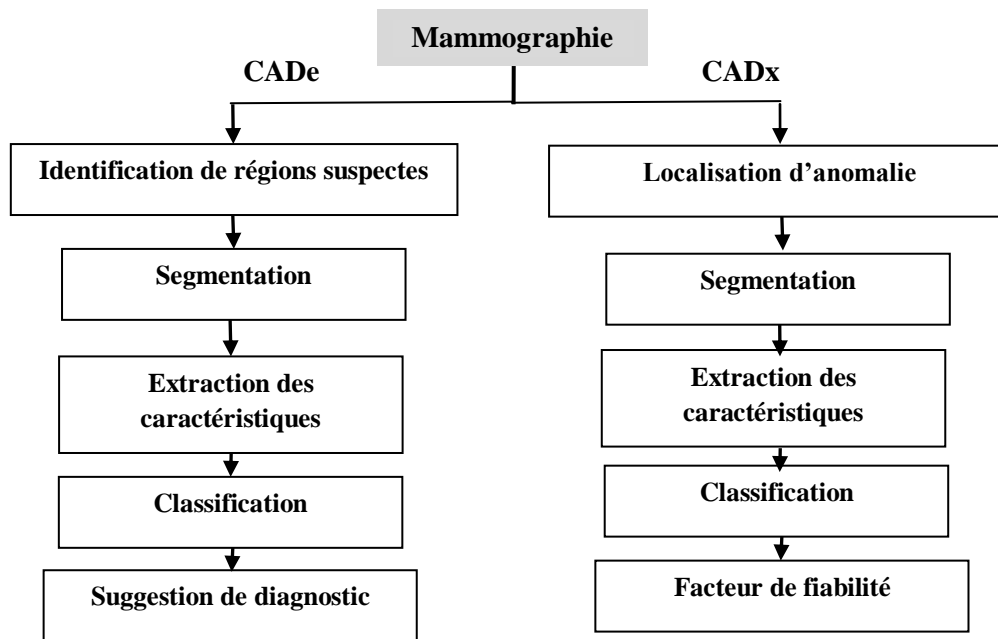 Mammographie
CADe
CADx
Identification de régions suspectes
Segmentation
Extraction des
caractéristiques
Classification
Suggestion de diagnostic
Localisation d’anomalie
Segmentation
Extraction des
caractéristiques
Classification
Facteur de fiabilité